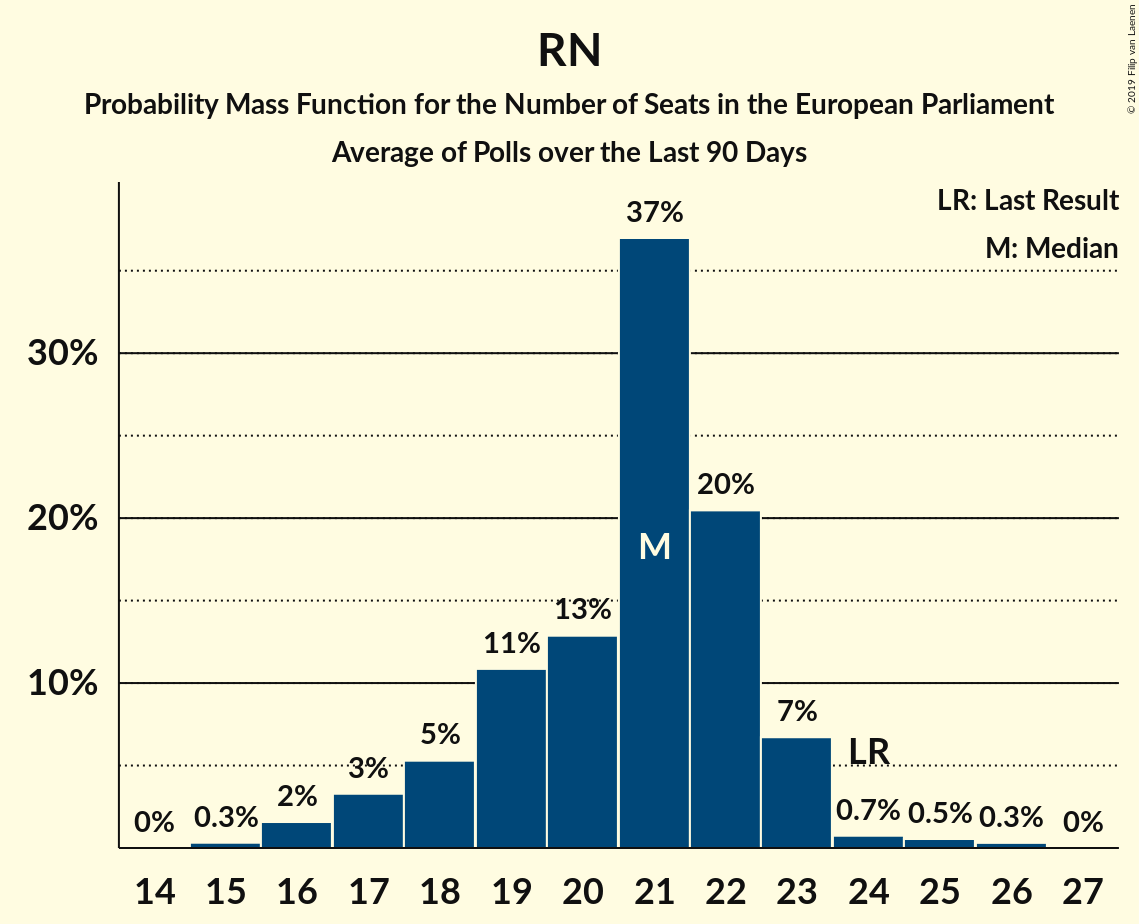 RN
Probability Mass Function for the Number of Seats in the European Parliament
Average of Polls over the Last 90 Days
© 2019 Filip van Laenen
LR: Last Result
M: Median
37%
30%
20%
20%
M
13%
11%
10%
7%
5%
LR
3%
2%
0% 0.3% 0.7% 0.5% 0.3% 0%
14 15 16 17 18 19 20 21 22 23 24 25 26 27